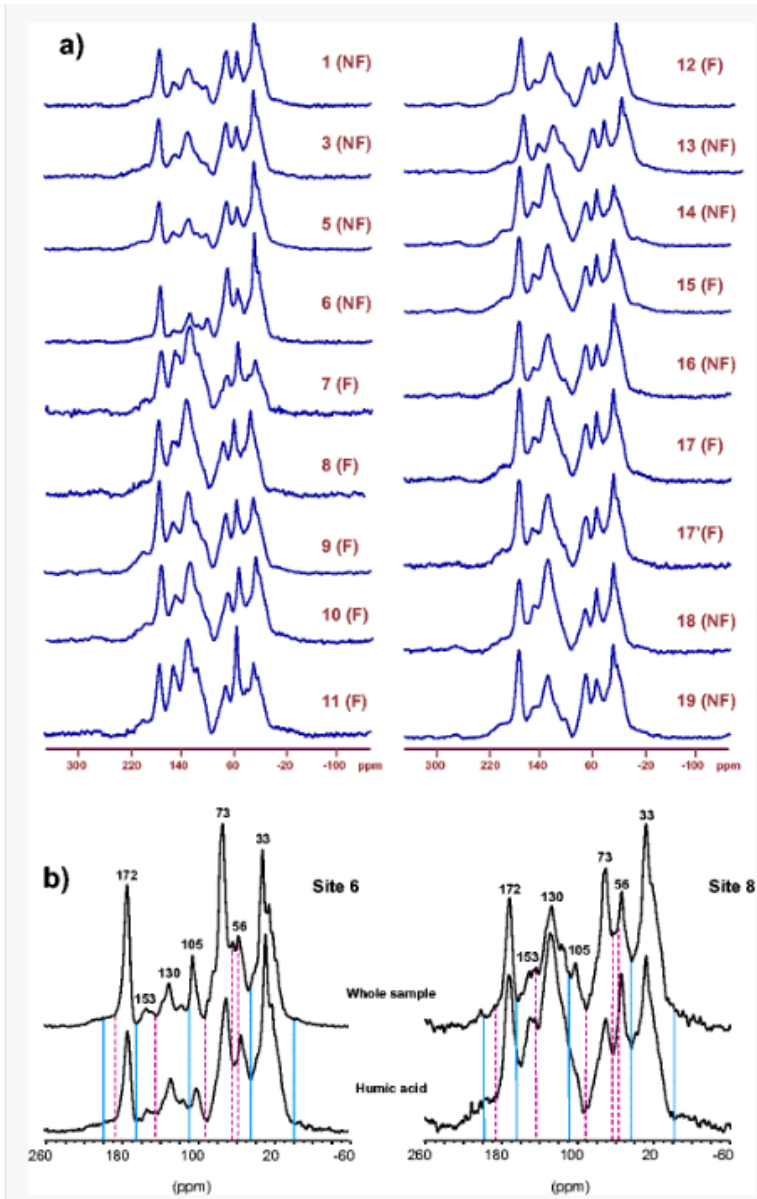 a)
1 (NF)
3 (NF)
5 (NF)
6 (NF)
7 (F)
8 (F)
9 (F)
10 (F)
11 (F)
300 220 140 60 -20 -100 ppm
12 (F)
13 (NF)
14 (NF)
15 (F)
16 (NF)
17 (F)
17'(F)
18 (NF)
19 (NF)
300 220 140 60 -20 -100 ppm
b)
Site 6
172
153
130
105
73
56
33
Whole sample
Humic acid
260 180 100 20 -60
(ppm)
Site 8
172
153
130
105
73
56
33
260 180 100 20 -60
(ppm)